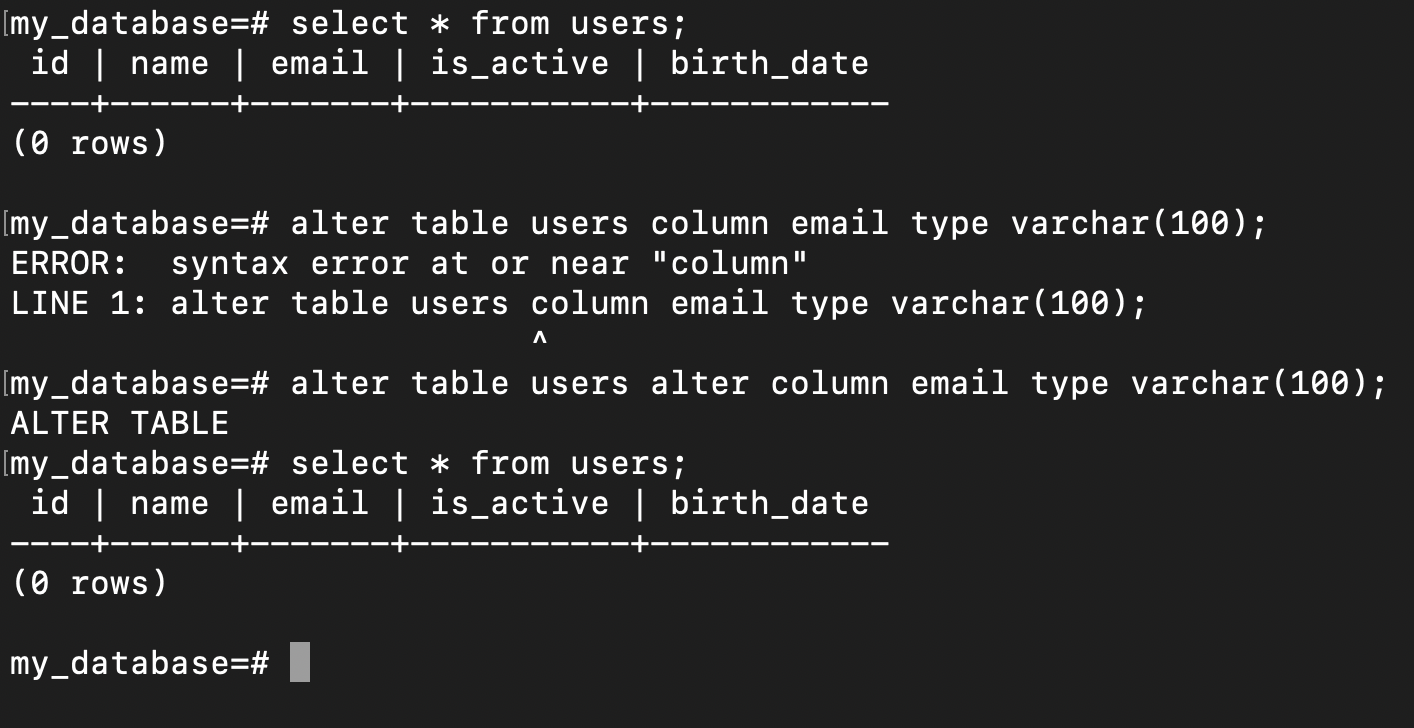 [my_database=# select * from users;
 id | name | email | is_active | birth_date
----+------+-------+-----------+------------
(0 rows)

[my_database=# alter table users column email type varchar(100);
ERROR:  syntax error at or near "column"
LINE 1: alter table users column email type varchar(100);
                          ^
[my_database=# alter table users alter column email type varchar(100);
ALTER TABLE
[my_database=# select * from users;
 id | name | email | is_active | birth_date
----+------+-------+-----------+------------
(0 rows)

my_database=#